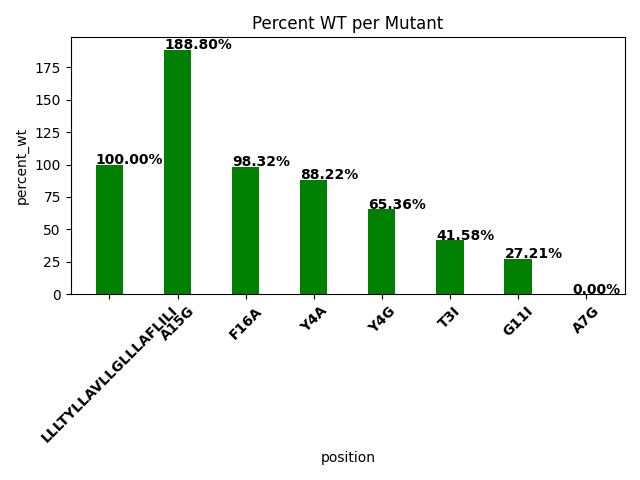 Percent WT per Mutant
percent_wt
175
150
125
100
75
50
25
0
100.00%
188.80%
98.32%
88.22%
65.36%
41.58%
27.21%
0.00%
LLLTYLLAVLLGLLLAFLILI
A15G
F16A
Y4A
Y4G
T3I
G11I
A7G
position